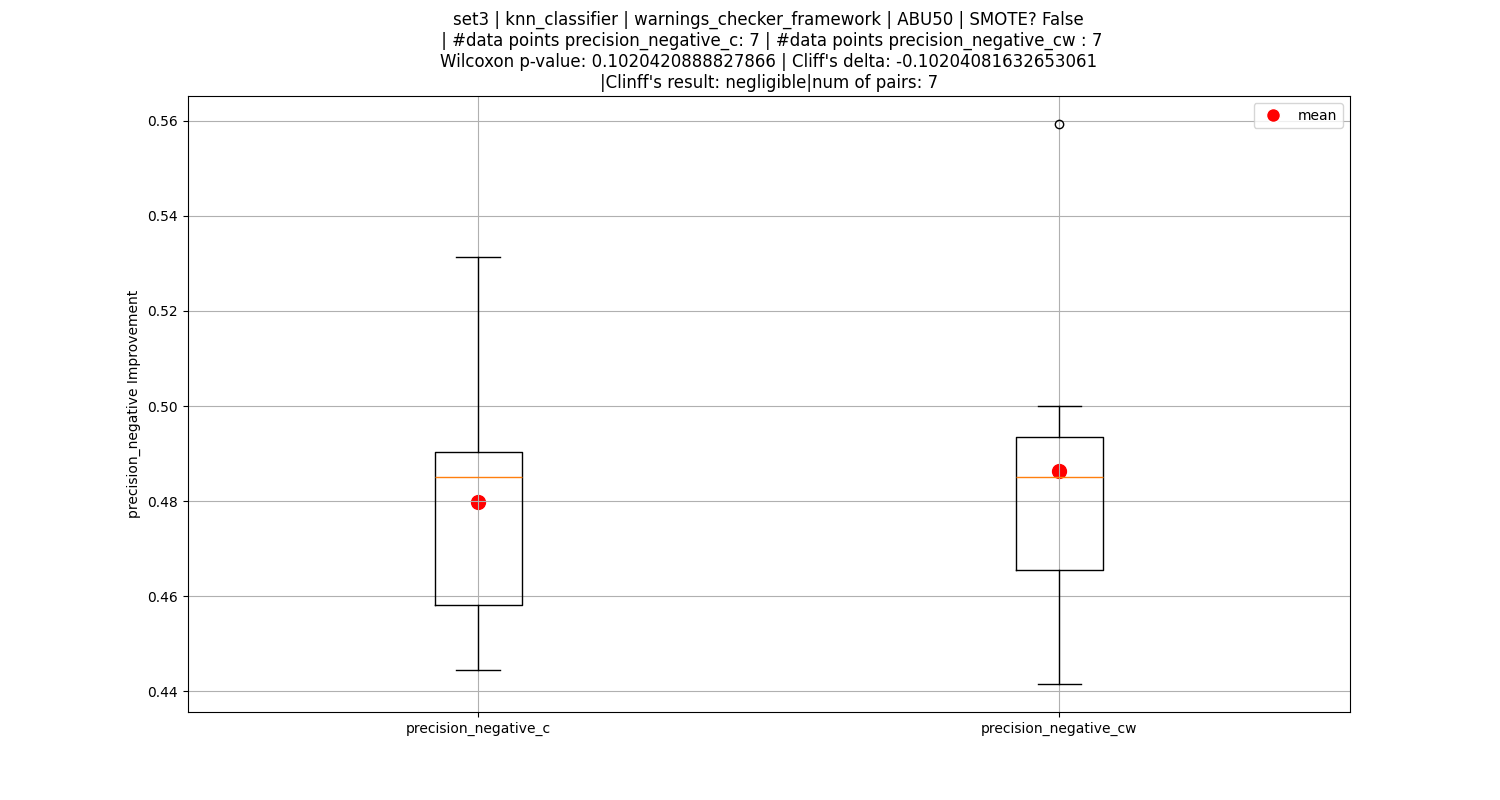 set3 | knn_classifier | warnings_checker_framework | ABU50 | SMOTE? False
| #data points precision_negative_c: 7 | #data points precision_negative_cw : 7
Wilcoxon p-value: 0.1020420888827866 | Cliff's delta: -0.10204081632653061
|Clinff's result: negligible|num of pairs: 7
mean
0.56
0.54
0.52
0.50
0.48
0.46
0.44
precision_negative Improvement
precision_negative_c
precision_negative_cw